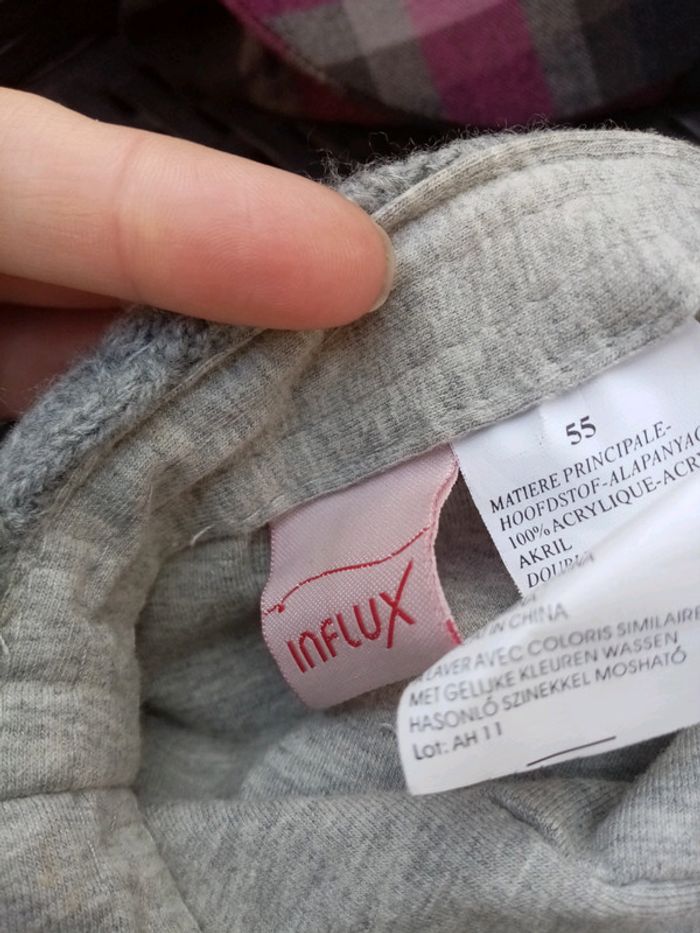 55
MATIERE PRINCIPALE-
HOOFDSTOF-ALAPANYAG
100% ACRYLIQUE-ACR
AKRIL
INFLUX
IN CHINA
LAVER AVEC COLORIS SIMILAIRE
MET GELIJKE KLEUREN WASSEN
HASONLÓ SZINEKKEL MOSHATÓ
Lot: AH 11